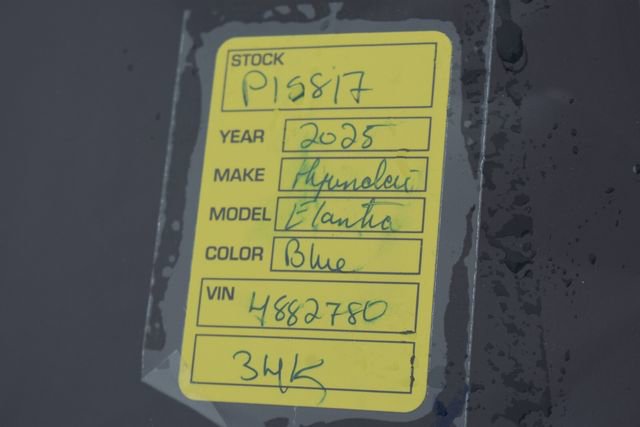 STOCK
P15817
YEAR 2025
MAKE Hyundai
MODEL Elantra
COLOR Blue
VIN 4882780
34K